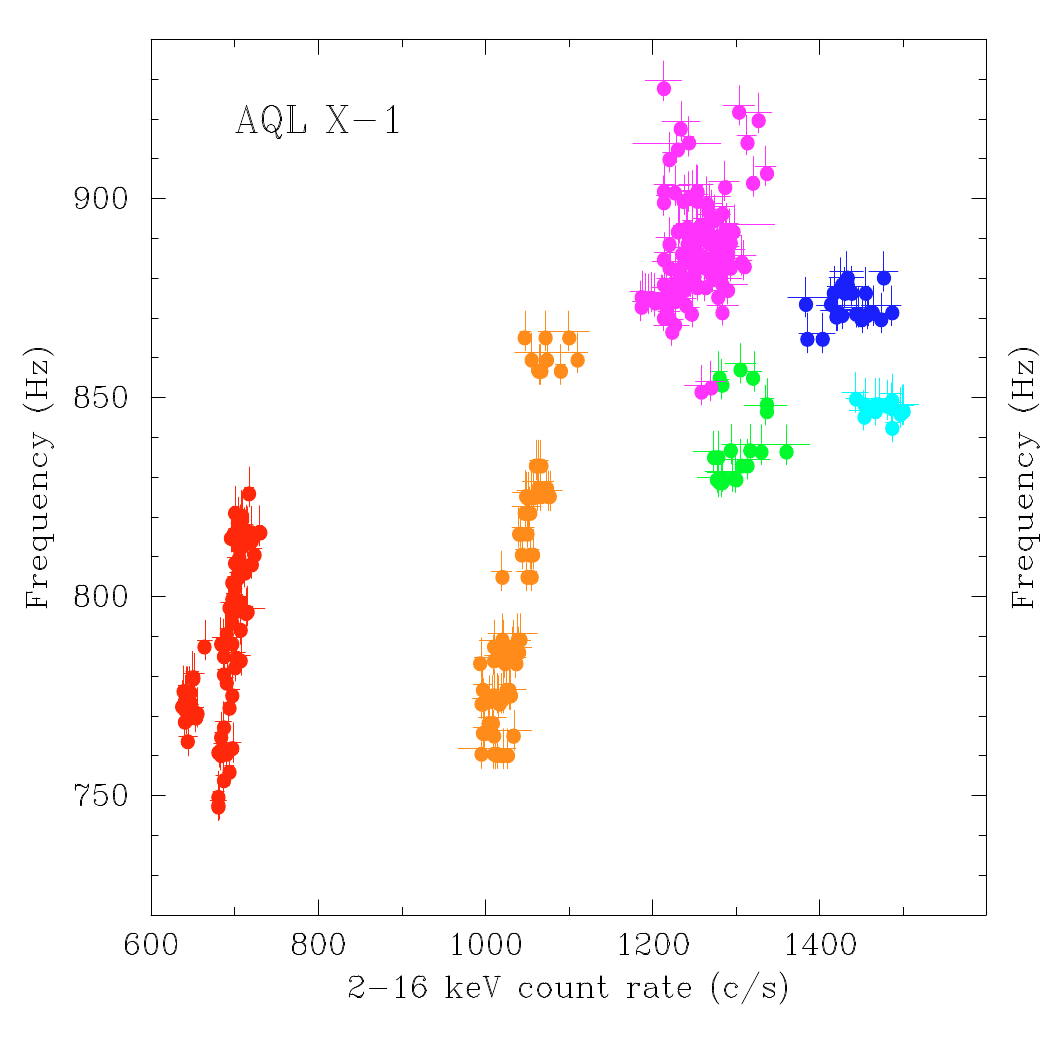 AQL X-1
900
850
800
750
600 800 1000 1200 1400
2-16 keV count rate (c/s)
Frequency (Hz)
Frequency (Hz)